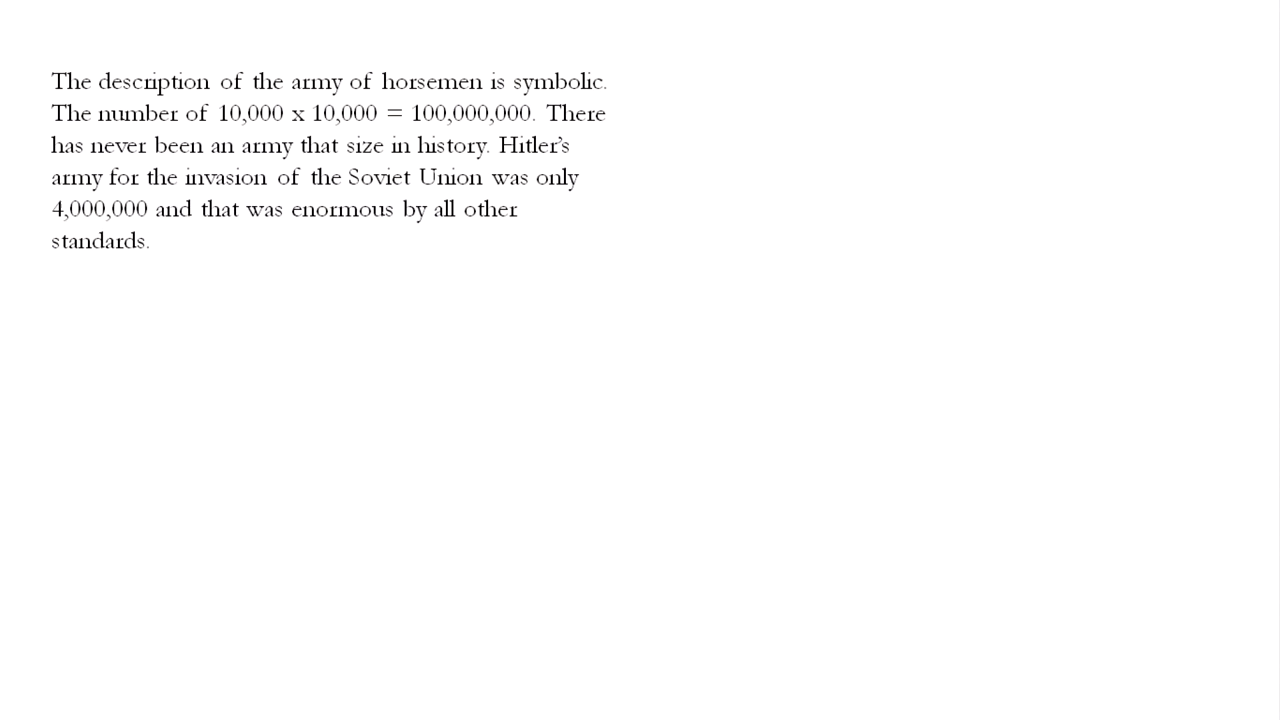 The description of the army of horsemen is symbolic.
The number of 10,000 x 10,000 = 100,000,000. There
has never been an army that size in history. Hitler’s
army for the invasion of the Soviet Union was only
4,000,000 and that was enormous by all other
standards.